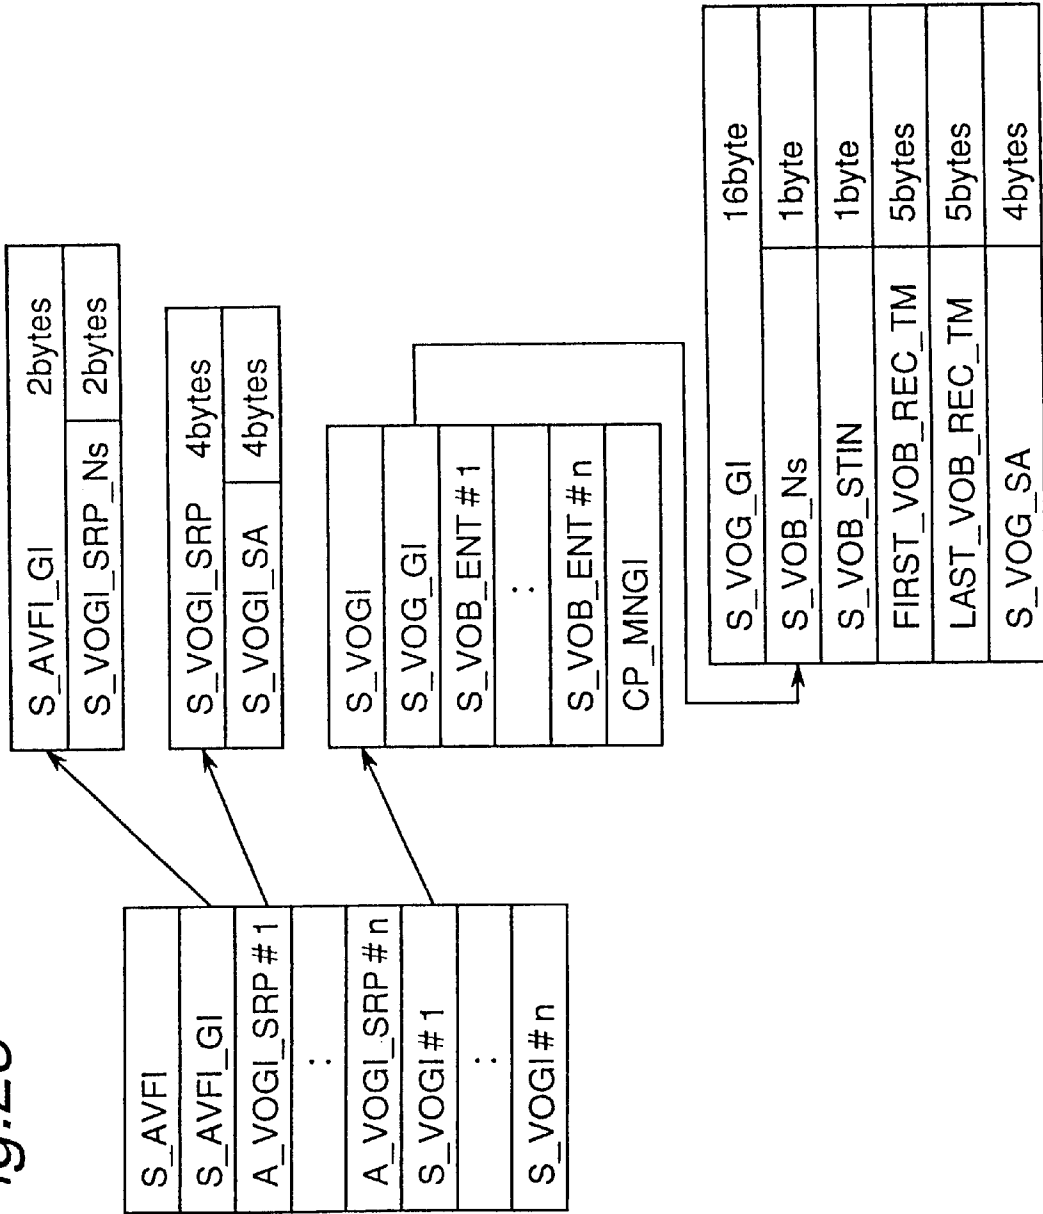 S_AVFI
S_AVFI_GI
A_VOGI_SRP#1
:
A_VOGI_SRP#n
S_VOGI#1
:
S_VOGI#n
S_AVFI_GI 2bytes
S_VOGI_SRP_Ns 2bytes
S_VOGI_SRP 4bytes
S_VOGI_SA 4bytes
S_VOGI
S_VOG_GI
S_VOB_ENT#1
:
S_VOB_ENT#n
CP_MNGI
S_VOG_GI 16byte
S_VOB_Ns 1byte
S_VOB_STIN 1byte
FIRST_VOB_REC_TM 5bytes
LAST_VOB_REC_TM 5bytes
S_VOG_SA 4bytes